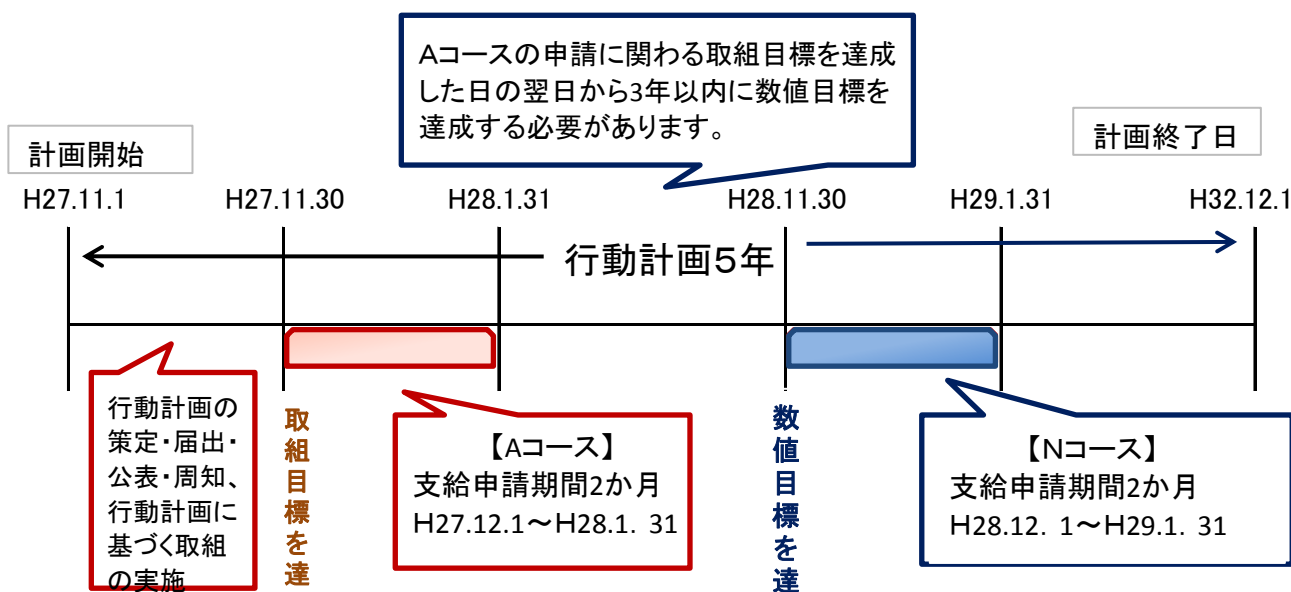 Aコースの申請に関わる取組目標を達成
した日の翌日から3年以内に数値目標を
達成する必要があります。
計画開始
計画終了日
H27.11.1
H27.11.30
H28.1.31
H28.11.30
H29.1.31
H32.12.1
行動計画5年
行動計画の
策定・届出・
公表・周知、
行動計画に
基づく取組
の実施
取組目標を達
【Aコース】
支給申請期間2か月
H27.12.1～H28.1. 31
数値目標を達
【Nコース】
支給申請期間2か月
H28.12. 1～H29.1. 31